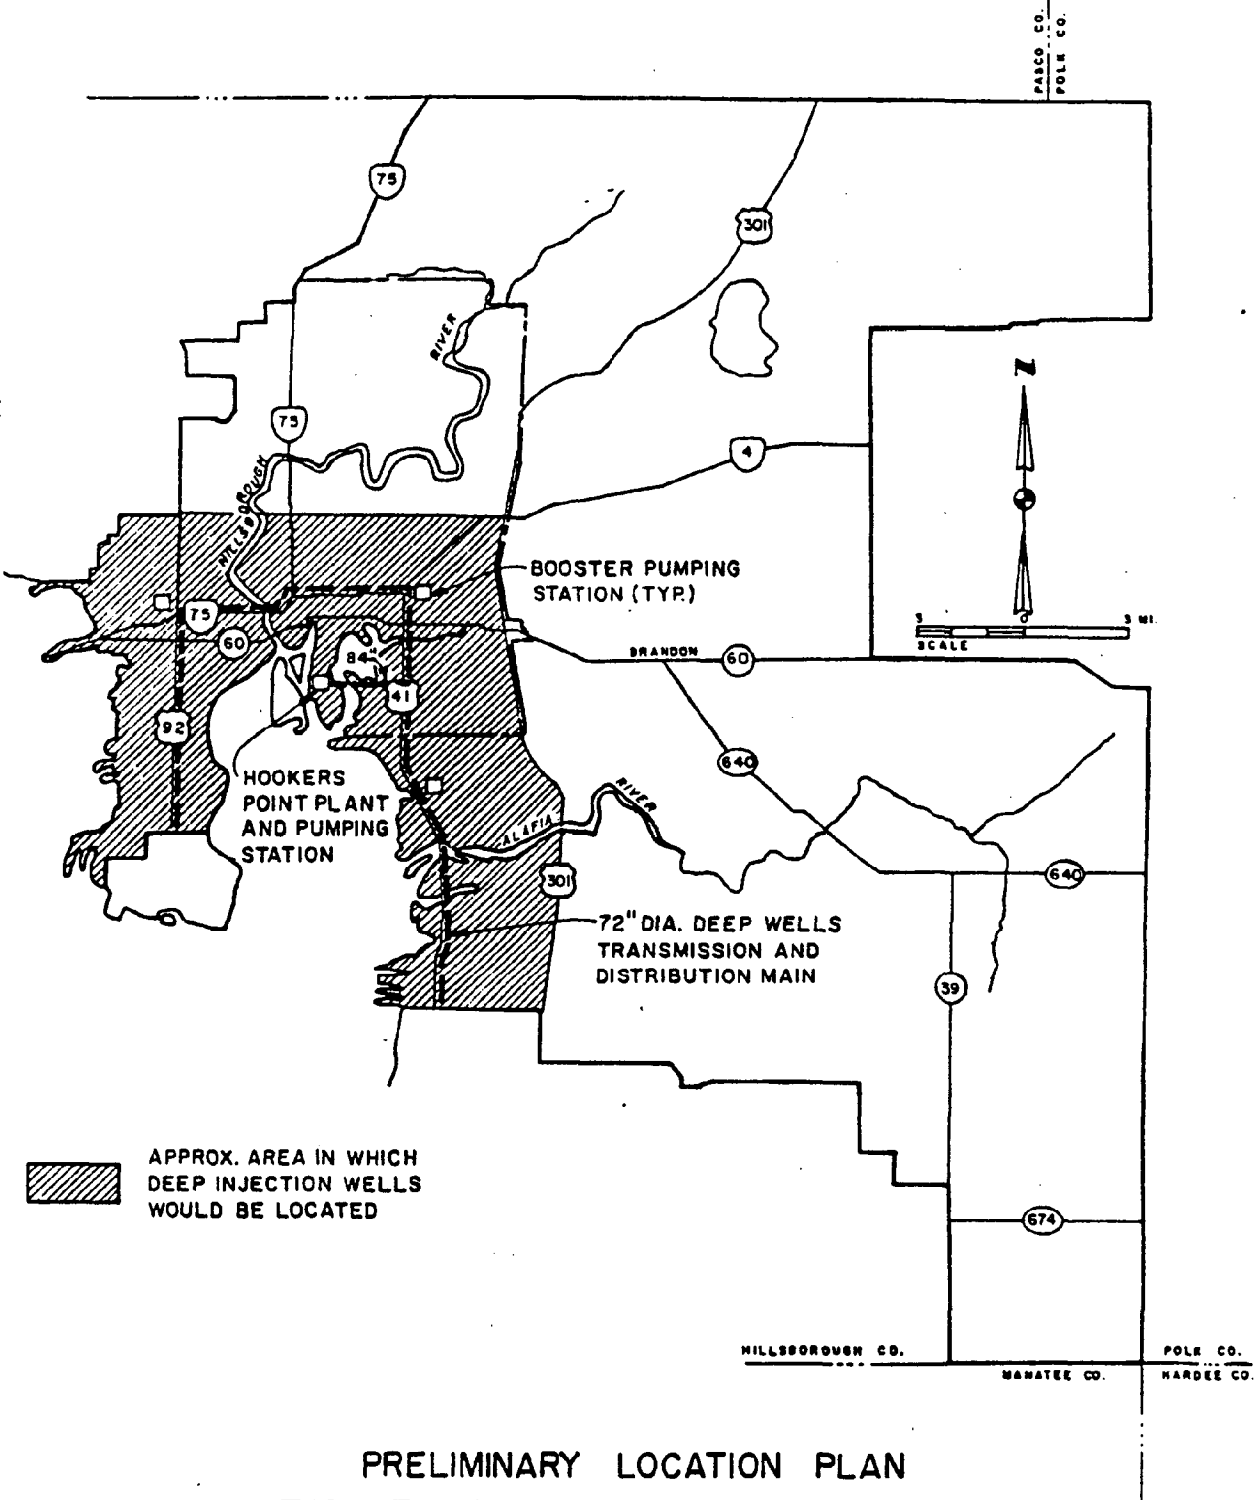 PASCO CO.
POLK CO.
75
301
RIVER
75
4
HILLSBOROUGH
BOOSTER PUMPING
STATION (TYP.)
75
60
84"
BRANDON
60
41
92
640
Z
3 0 3 MI.
SCALE
HOOKERS
POINT PLANT
AND PUMPING
STATION
ALAFIA
RIVER
301
640
72" DIA. DEEP WELLS
TRANSMISSION AND
DISTRIBUTION MAIN
39
APPROX. AREA IN WHICH
DEEP INJECTION WELLS
WOULD BE LOCATED
674
HILLSBOROUGH CO.
POLK CO.
MANATEE CO.
HARDEE CO.
PRELIMINARY LOCATION PLAN